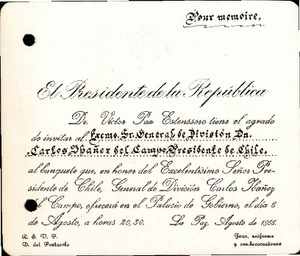 Pour memoire,
El Presidente de la República
Dr. Victor Paz Estenssoro tiene el agrado
de invitar al Excmo. Sr. General de División Dn.
Carlos Ibáñez del Campo, Presidente de Chile,
al banquete que, en honor del Excelentísimo Señor Pre-
sidente de Chile, General de División Carlos Ibáñez
del Campo, ofrecerá en el Palacio de Gobierno, el día 6
de Agosto, a horas 20,30.
La Paz, Agosto de 1955.
R. S. V. P.
D. del Protocolo
Frac, uniforme
y condecoraciones